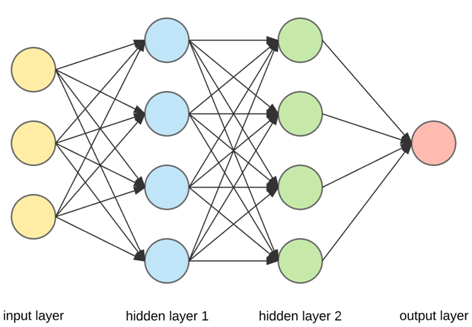 input layer
hidden layer 1
hidden layer 2
output layer